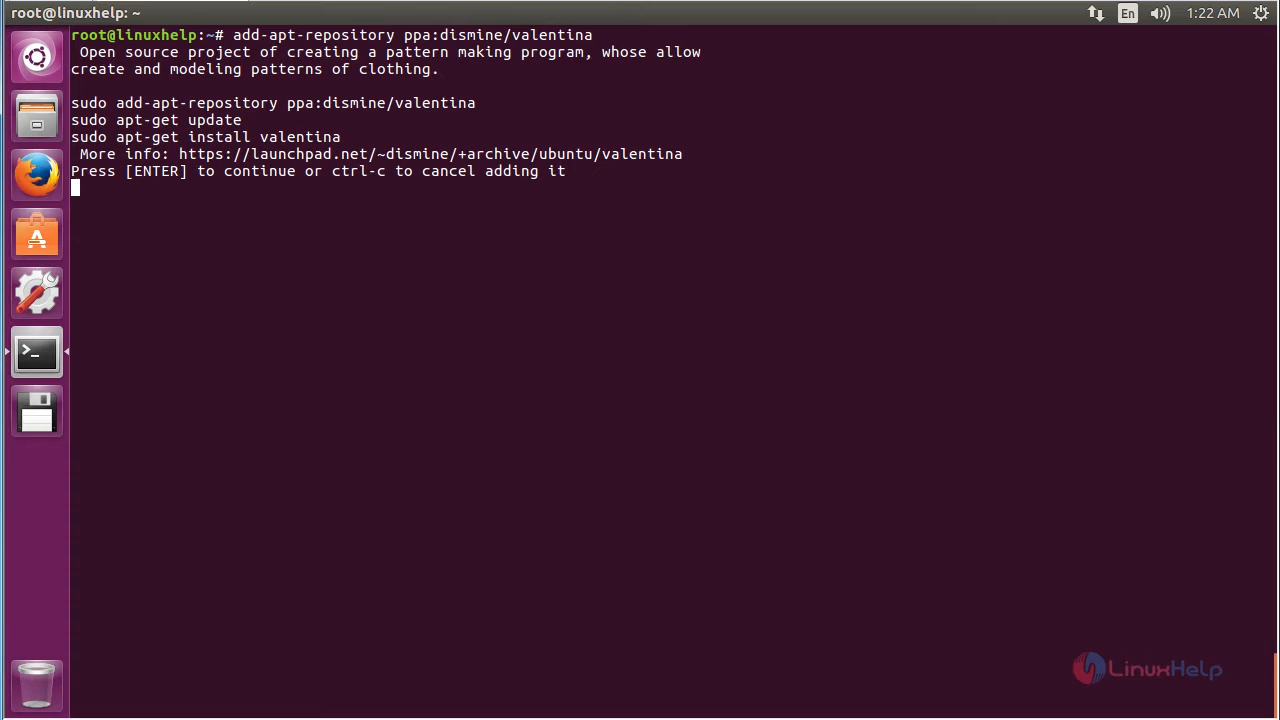 root@linuxhelp: ~
En
1:22 AM
root@linuxhelp:~# add-apt-repository ppa:dismine/valentina
Open source project of creating a pattern making program, whose allow
create and modeling patterns of clothing.
sudo add-apt-repository ppa:dismine/valentina
sudo apt-get update
sudo apt-get install valentina
More info: https://launchpad.net/~dismine/+archive/ubuntu/valentina
Press [ENTER] to continue or ctrl-c to cancel adding it
LinuxHelp